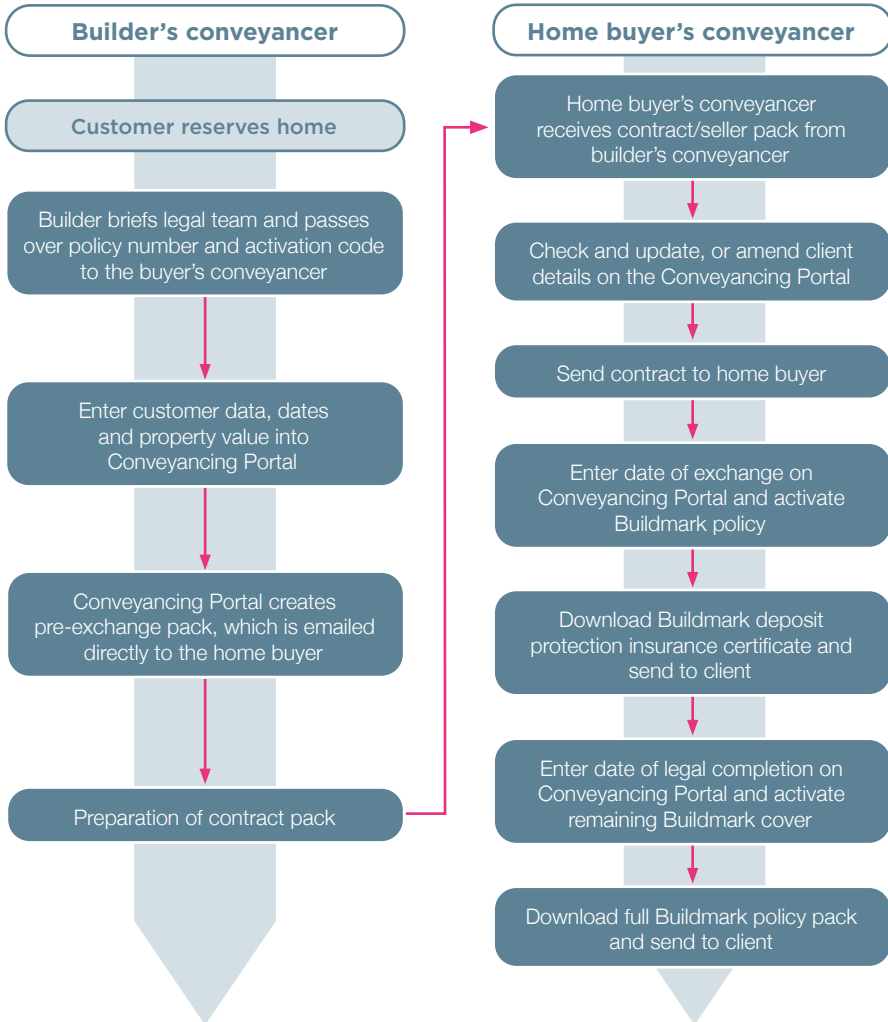 Builder’s conveyancer
Customer reserves home
Builder briefs legal team and passes
over policy number and activation code
to the buyer’s conveyancer
Enter customer data, dates
and property value into
Conveyancing Portal
Conveyancing Portal creates
pre-exchange pack, which is emailed
directly to the home buyer
Preparation of contract pack
Home buyer’s conveyancer
Home buyer’s conveyancer
receives contract/seller pack from
builder’s conveyancer
Check and update, or amend client
details on the Conveyancing Portal
Send contract to home buyer
Enter date of exchange on
Conveyancing Portal and activate
Buildmark policy
Download Buildmark deposit
protection insurance certificate and
send to client
Enter date of legal completion on
Conveyancing Portal and activate
remaining Buildmark cover
Download full Buildmark policy pack
and send to client